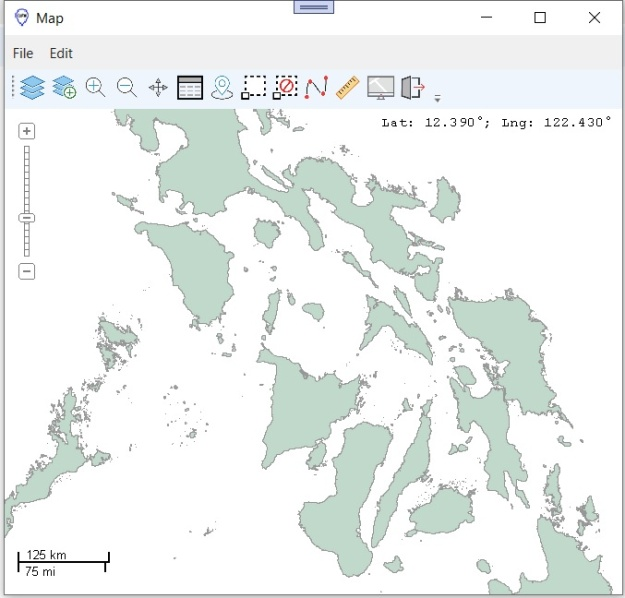 Map
File Edit
Lat: 12.390°; Lng: 122.430°
125 km
75 mi